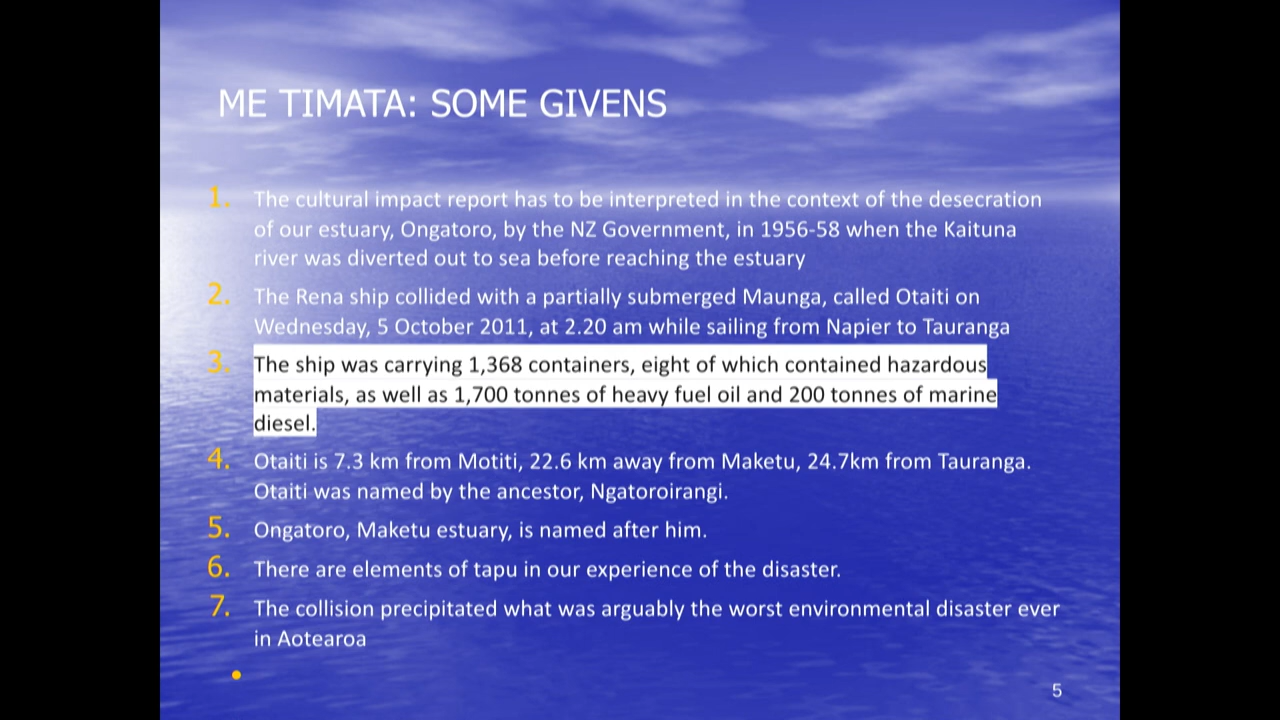 ME TIMATA: SOME GIVENS
1. The cultural impact report has to be interpreted in the context of the desecration
of our estuary, Ongatoro, by the NZ Government, in 1956-58 when the Kaituna
river was diverted out to sea before reaching the estuary
2. The Rena ship collided with a partially submerged Maunga, called Otaiti on
Wednesday, 5 October 2011, at 2.20 am while sailing from Napier to Tauranga
3. The ship was carrying 1,368 containers, eight of which contained hazardous
materials, as well as 1,700 tonnes of heavy fuel oil and 200 tonnes of marine
diesel.
4. Otaiti is 7.3 km from Motiti, 22.6 km away from Maketu, 24.7km from Tauranga.
Otaiti was named by the ancestor, Ngatoroirangi.
5. Ongatoro, Maketu estuary, is named after him.
6. There are elements of tapu in our experience of the disaster.
7. The collision precipitated what was arguably the worst environmental disaster ever
in Aotearoa
•
5